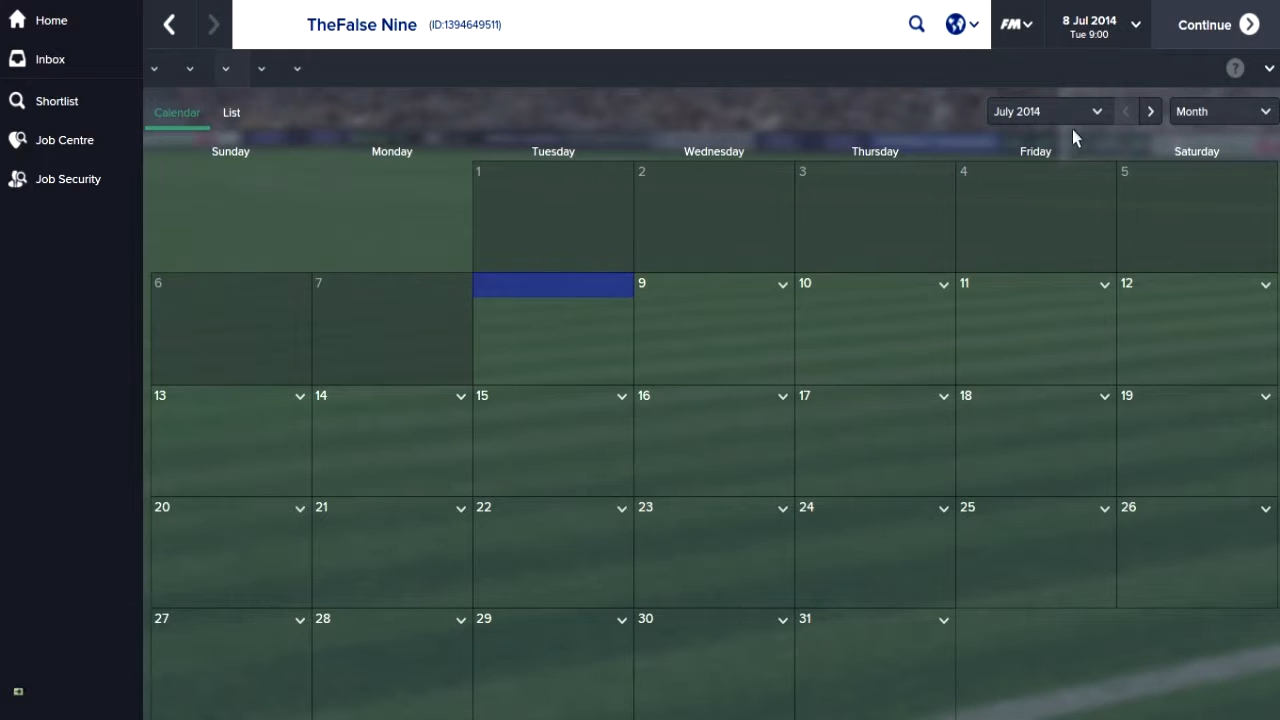 Home
Inbox
Shortlist
Job Centre
Job Security
TheFalse Nine (ID:1394649511)
FM
8 Jul 2014
Tue 9:00
Continue
?
Calendar List
July 2014
Month
Sunday Monday Tuesday Wednesday Thursday Friday Saturday
1 2 3 4 5
6 7 9 10 11 12
13 14 15 16 17 18 19
20 21 22 23 24 25 26
27 28 29 30 31